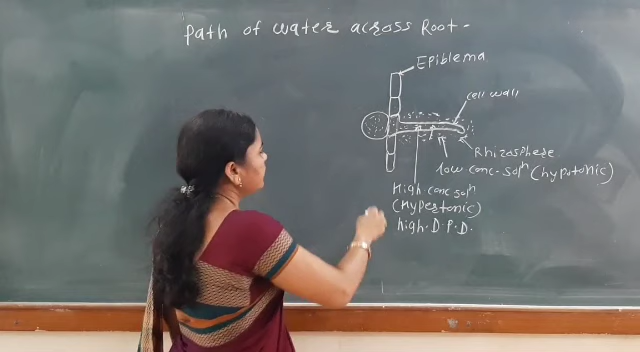 Path of water across Root.
Epiblema
cell wall
Rhizosphere
low conc. soln (hypotonic)
High conc soln
(Hypertonic)
high. D. P. D.